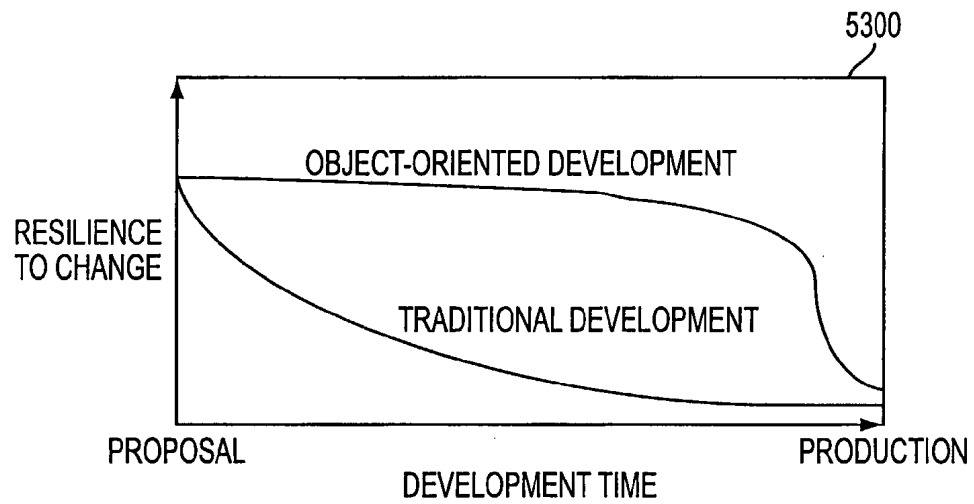 5300
OBJECT-ORIENTED DEVELOPMENT
RESILIENCE
TO CHANGE
TRADITIONAL DEVELOPMENT
PROPOSAL
PRODUCTION
DEVELOPMENT TIME